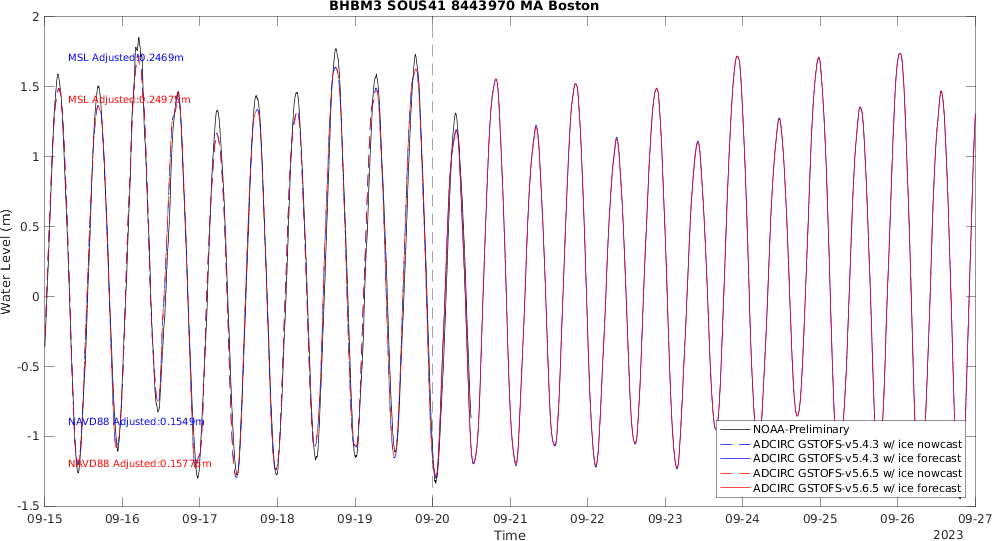 BHBM3 SOUS41 8443970 MA Boston
2
1.5
1
0.5
0
-0.5
-1
-1.5
Water Level (m)
MSL Adjusted:0.2469m
MSL Adjusted:0.24975m
NAVD88 Adjusted:0.1549m
NAVD88 Adjusted:0.15775m
NOAA-Preliminary
ADCIRC GSTOFS-v5.4.3 w/ ice nowcast
ADCIRC GSTOFS-v5.4.3 w/ ice forecast
ADCIRC GSTOFS-v5.6.5 w/ ice nowcast
ADCIRC GSTOFS-v5.6.5 w/ ice forecast
09-15 09-16 09-17 09-18 09-19 09-20 09-21 09-22 09-23 09-24 09-25 09-26 09-27
Time
2023